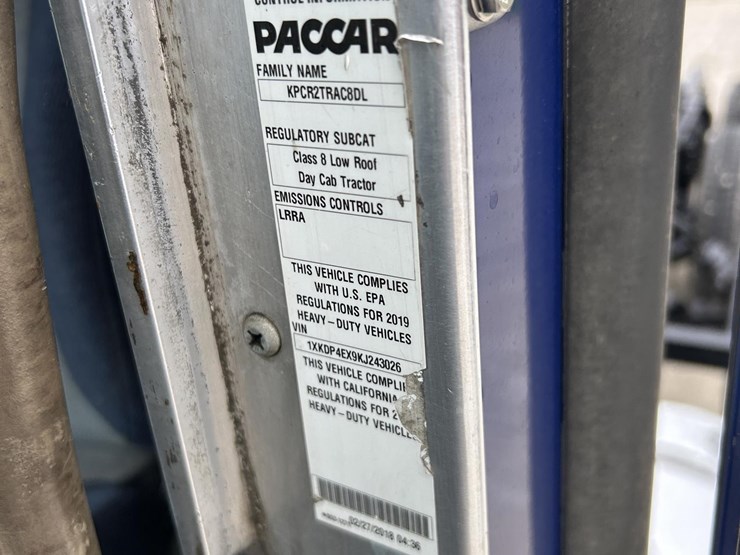 PACCAR
FAMILY NAME
KPCR2TRAC8DL
REGULATORY SUBCAT
Class 8 Low Roof
Day Cab Tractor
EMISSIONS CONTROLS
LRRA
THIS VEHICLE COMPLIES
WITH U.S. EPA
REGULATIONS FOR 2019
HEAVY-DUTY VEHICLES
VIN
1XKDP4EX9KJ243026
THIS VEHICLE COMPLI
WITH CALIFORNIA
REGULATIONS FOR 2
HEAVY-DUTY VEHICLE
02/27/2018 04:36